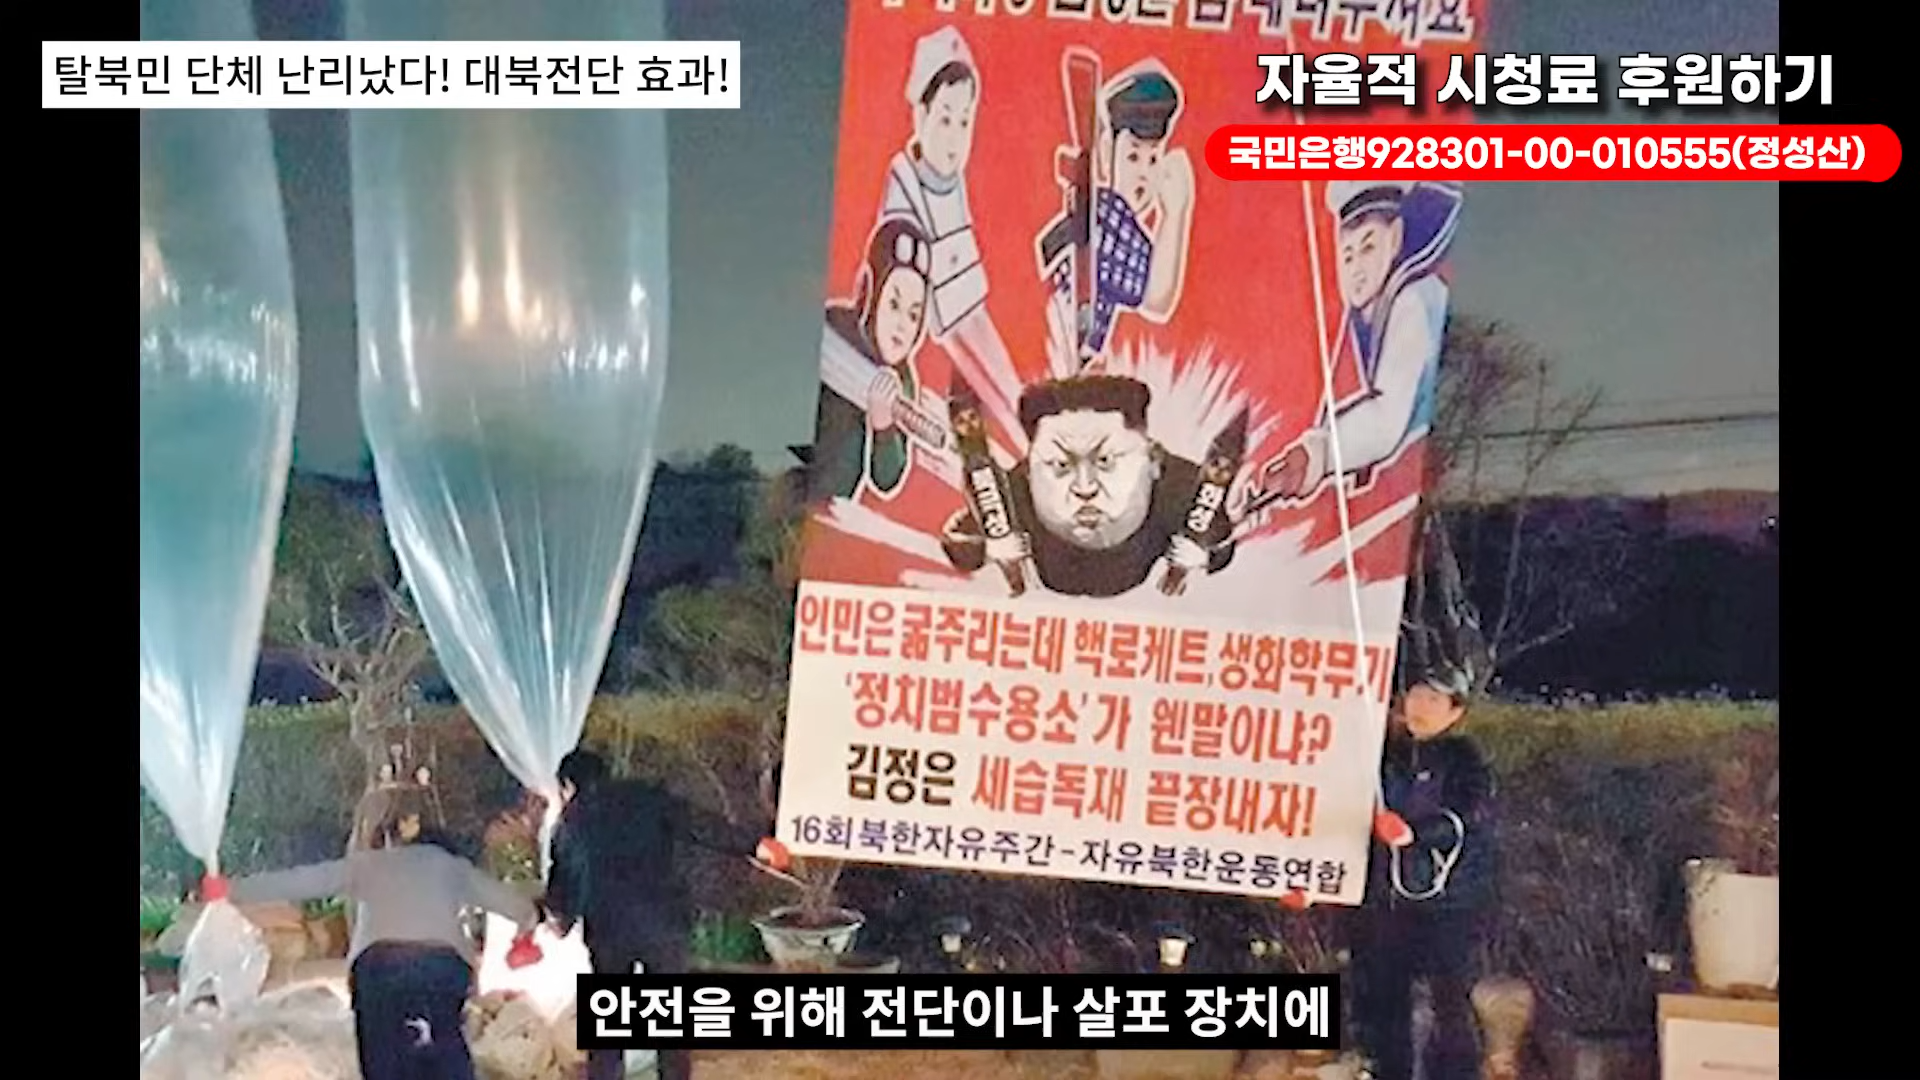 탈북민 단체 난리났다! 대북전단 효과!
자율적 시청료 후원하기
국민은행928301-00-010555(정성산)
화성
인민은 굶주리는데 핵로케트, 생화학무기
'정치범수용소'가 웬말이냐?
김정은 세습독재 끝장내자!
16회 북한자유주간-자유북한운동연합
안전을 위해 전단이나 살포 장치에